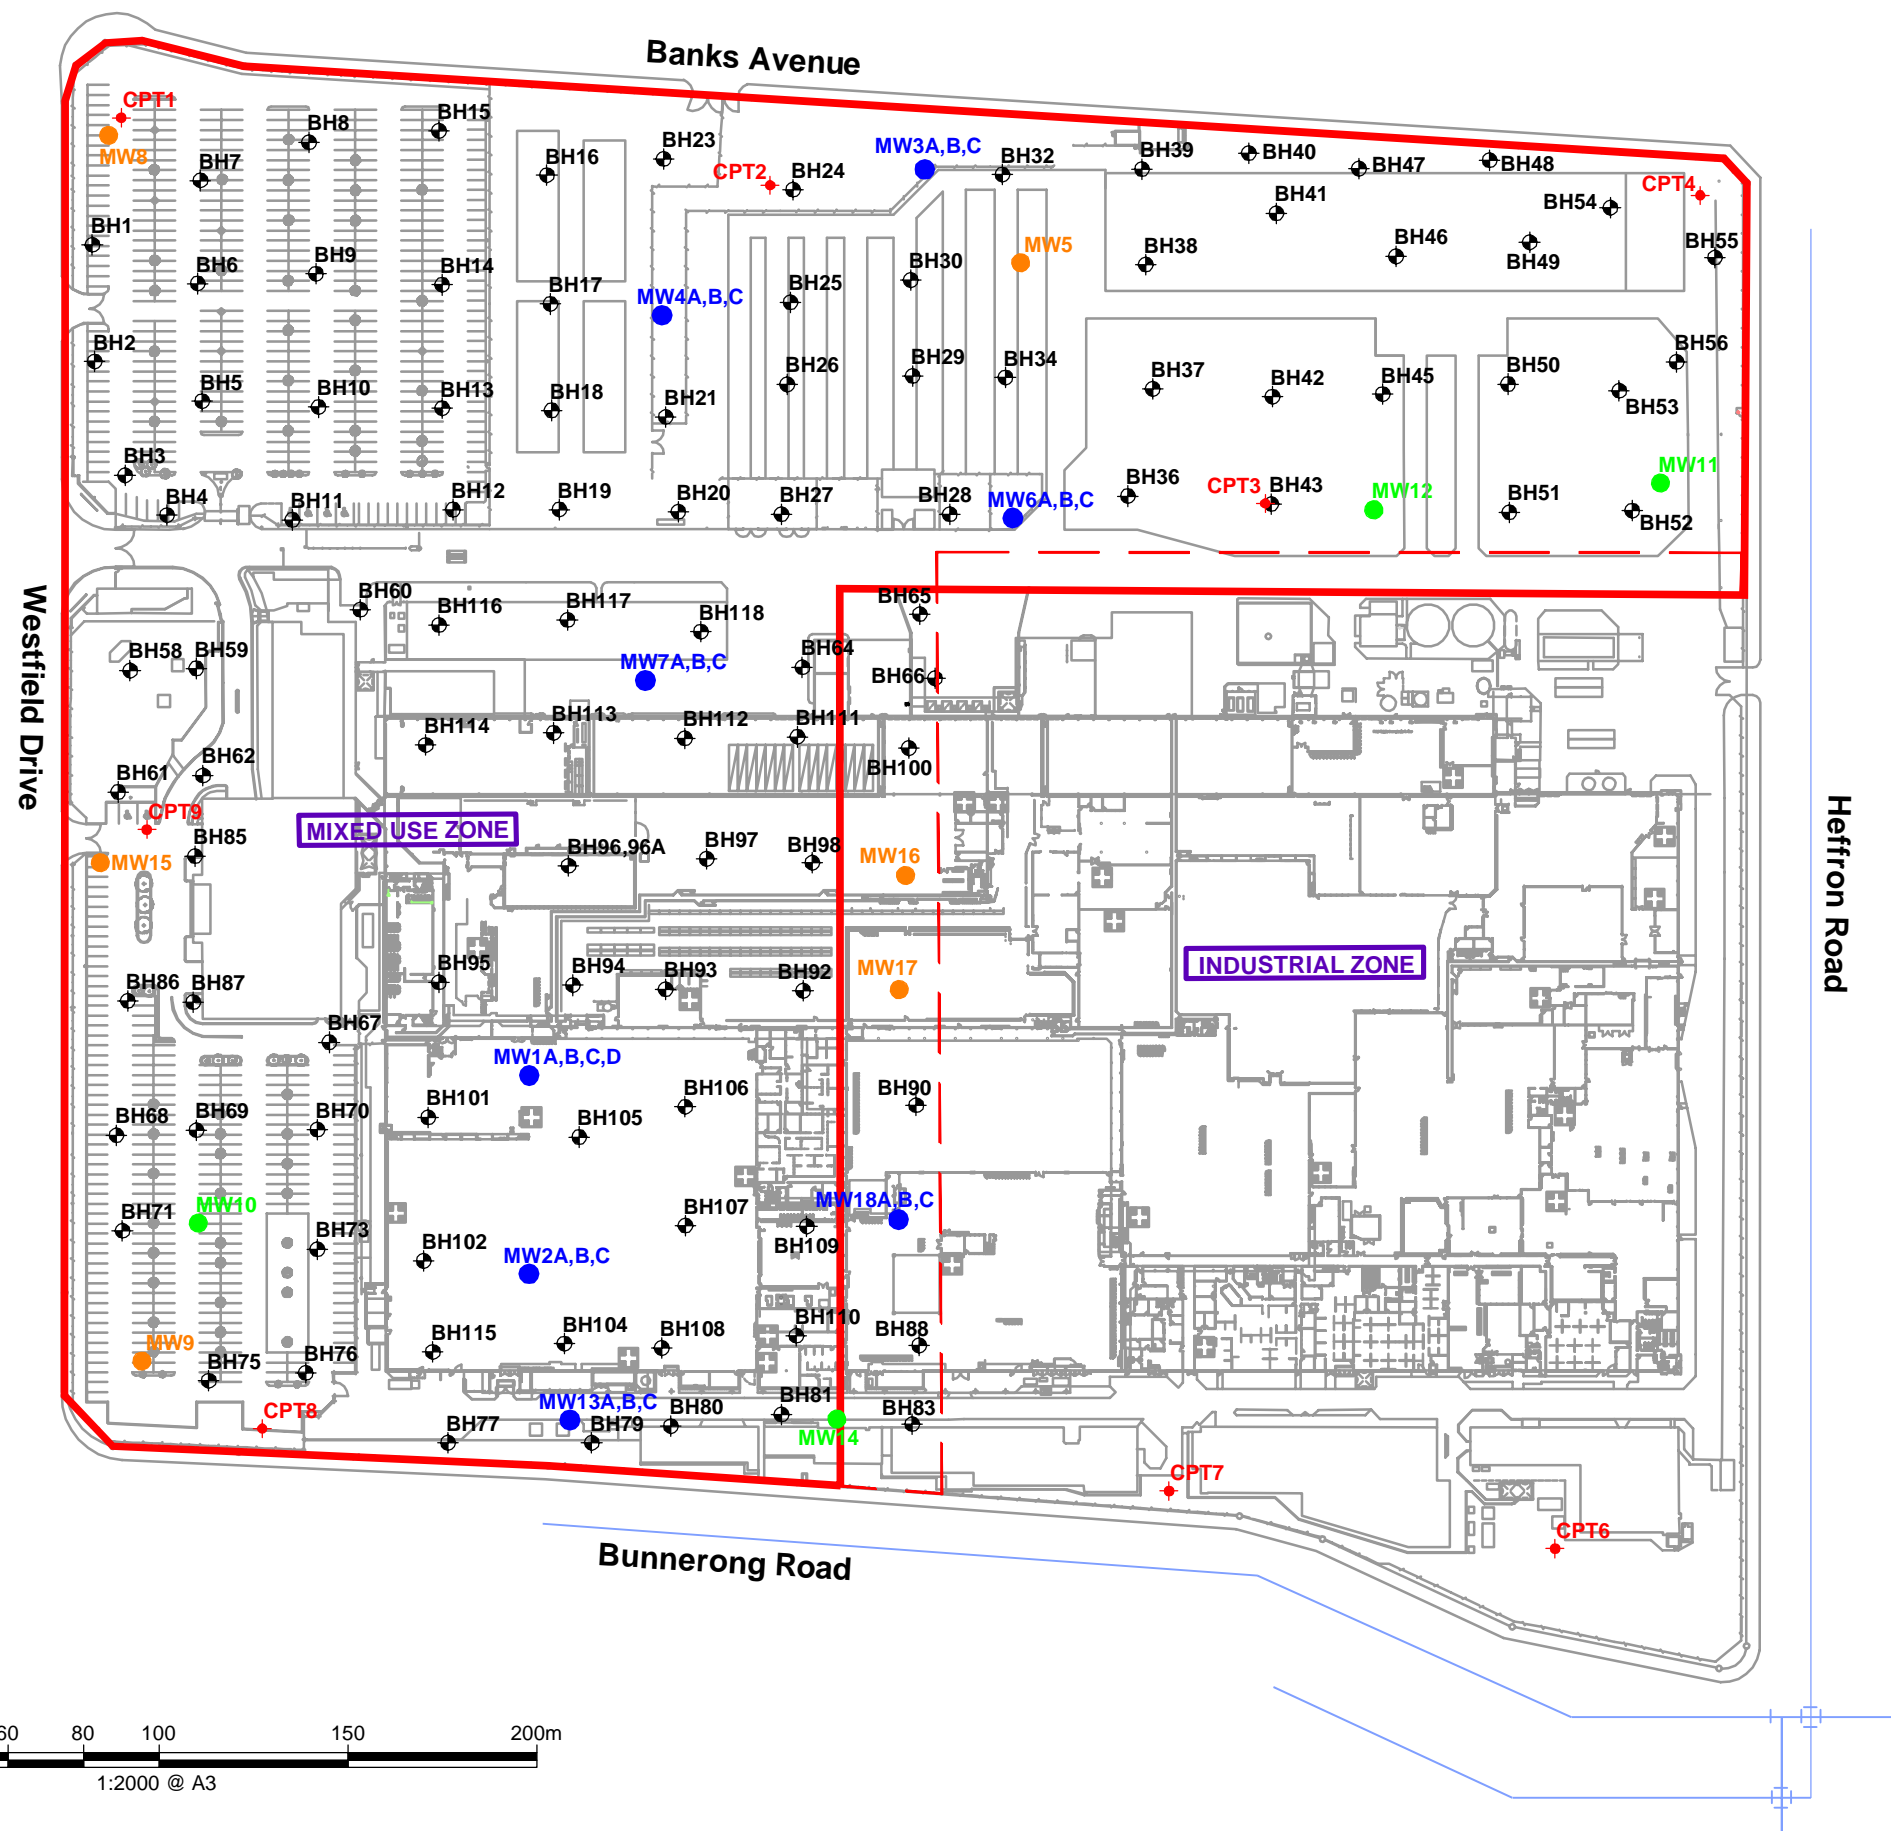 Banks Avenue
CPT1
BH15
BH8
BH23
MW3A,B,C
MW8
BH7
BH16
CPT2
BH24
BH32
BH39
BH40
BH47
BH48
CPT4
BH41
BH54
BH1
BH6
BH9
BH14
BH17
MW4A,B,C
BH25
BH30
MW5
BH38
BH46
BH49
BH55
BH2
BH5
BH10
BH13
BH18
BH21
BH26
BH29
BH34
BH37
BH42
BH45
BH50
BH56
BH53
BH3
BH4
BH11
BH12
BH19
BH20
BH27
BH28
MW6A,B,C
BH36
CPT3
BH43
MW12
BH51
MW11
BH52
Westfield Drive
BH60
BH116
BH117
BH118
BH65
BH58
BH59
MW7A,B,C
BH64
BH66
BH114
BH113
BH112
BH111
BH100
BH61
BH62
CPT9
MIXED USE ZONE
BH85
MW15
BH96,96A
BH97
BH98
MW16
Heffron Road
BH95
BH94
BH93
BH92
MW17
INDUSTRIAL ZONE
BH86
BH87
BH67
MW1A,B,C,D
BH101
BH105
BH106
BH90
BH68
BH69
BH70
BH71
MW10
BH73
BH102
MW2A,B,C
BH107
BH109
MW18A,B,C
MW9
BH75
BH76
BH115
BH104
BH108
BH110
BH88
CPT8
BH77
MW13A,B,C
BH79
BH80
BH81
MW14
BH83
CPT7
CPT6
Bunnerong Road
60 80 100 150 200m
1:2000 @ A3